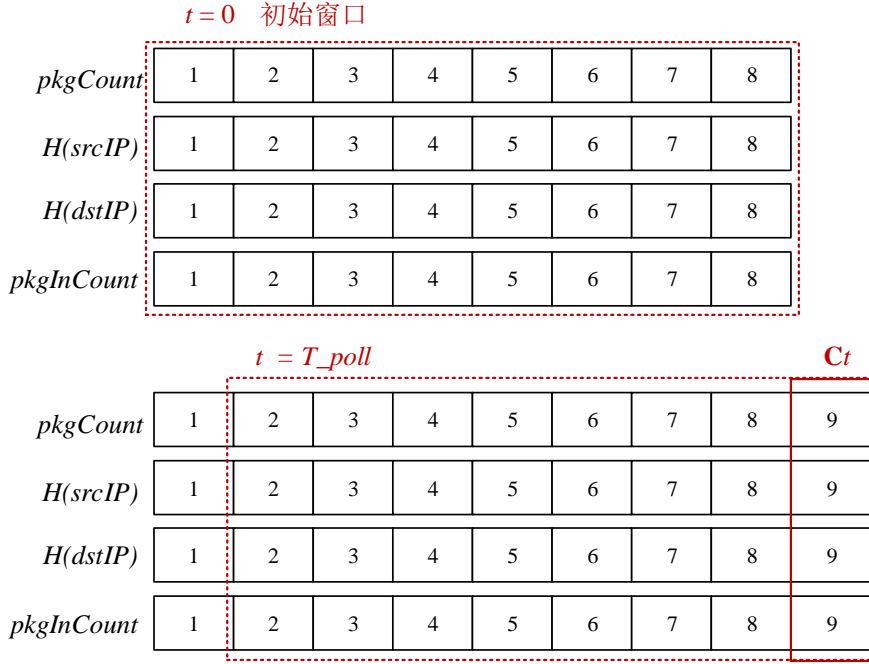 t = 0 初始窗口
pkgCount 1 2 3 4 5 6 7 8
H(srcIP) 1 2 3 4 5 6 7 8
H(dstIP) 1 2 3 4 5 6 7 8
pkgInCount 1 2 3 4 5 6 7 8
t = T_poll Ct
pkgCount 1 2 3 4 5 6 7 8 9
H(srcIP) 1 2 3 4 5 6 7 8 9
H(dstIP) 1 2 3 4 5 6 7 8 9
pkgInCount 1 2 3 4 5 6 7 8 9